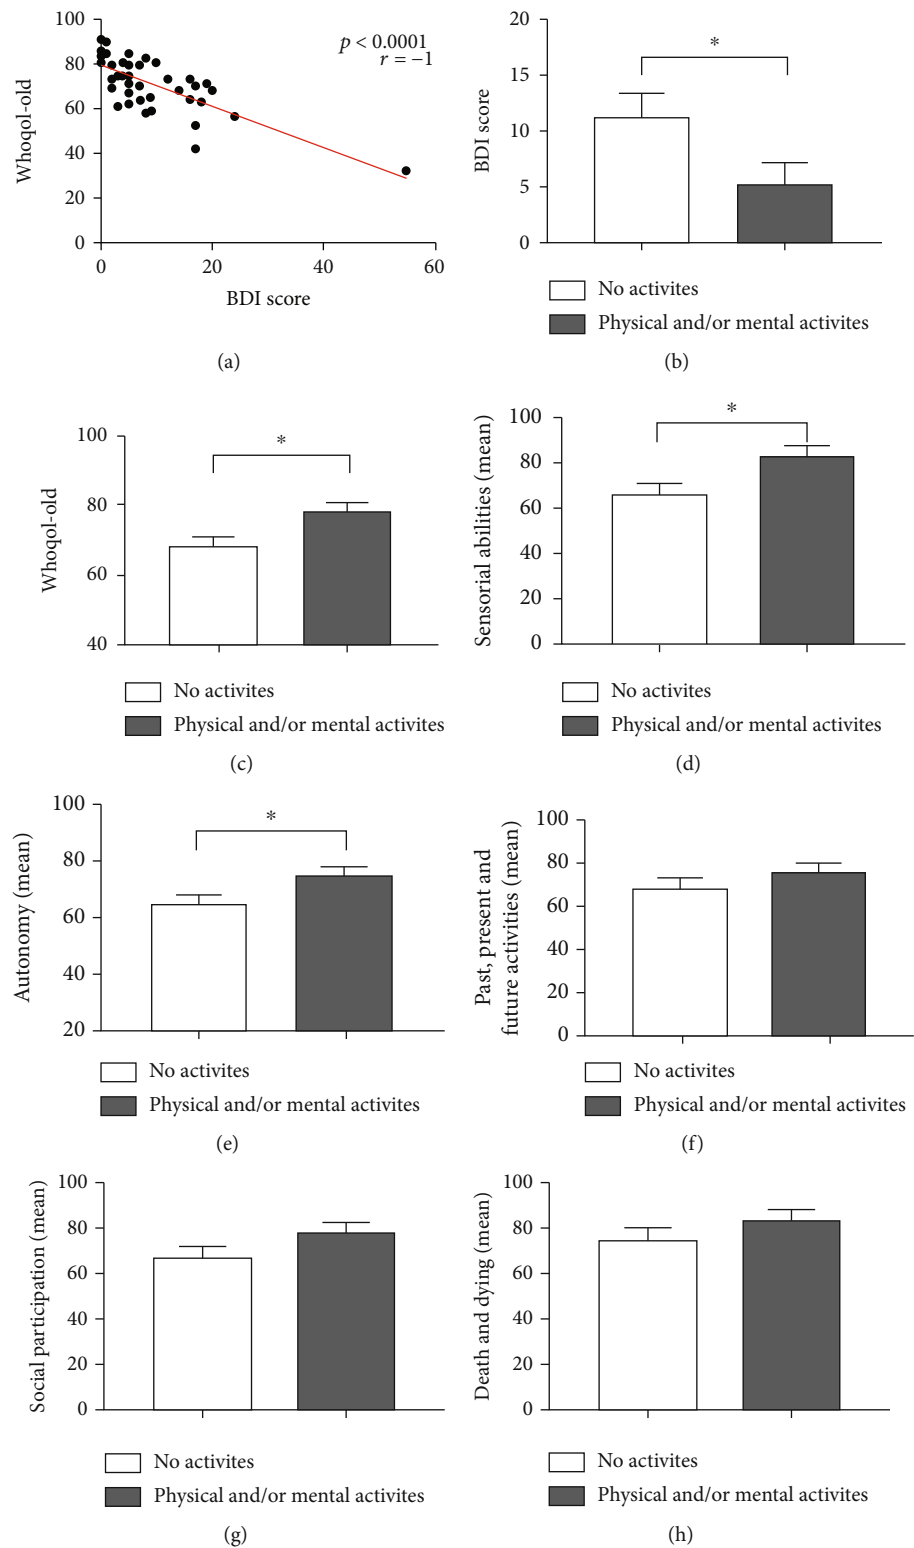 100
80
60
40
20
0
Whoqol-old
p < 0.0001
r = −1
0 20 40 60
BDI score
(a)
20
15
10
5
0
BDI score
*
No activites
Physical and/or mental activites
(b)
100
80
60
40
Whoqol-old
*
No activites
Physical and/or mental activites
(c)
100
80
60
40
20
0
Sensorial abilities (mean)
*
No activites
Physical and/or mental activites
(d)
100
80
60
40
20
Autonomy (mean)
*
No activites
Physical and/or mental activites
(e)
100
80
60
40
20
0
Past, present and
future activities (mean)
No activites
Physical and/or mental activites
(f)
100
80
60
40
20
0
Social participation (mean)
No activites
Physical and/or mental activites
(g)
100
80
60
40
20
0
Death and dying (mean)
No activites
Physical and/or mental activites
(h)